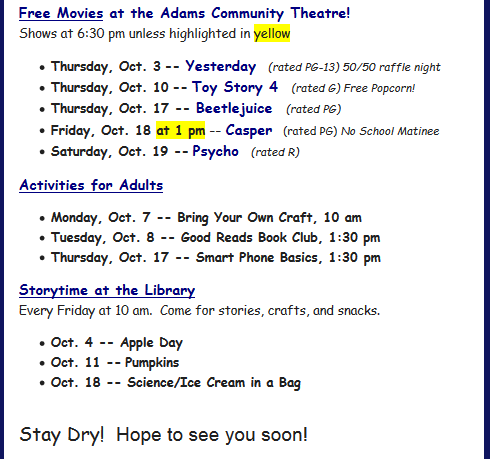 Free Movies at the Adams Community Theatre!
Shows at 6:30 pm unless highlighted in yellow
• Thursday, Oct. 3 -- Yesterday (rated PG-13) 50/50 raffle night
• Thursday, Oct. 10 -- Toy Story 4 (rated G) Free Popcorn!
• Thursday, Oct. 17 -- Beetlejuice (rated PG)
• Friday, Oct. 18 at 1 pm -- Casper (rated PG) No School Matinee
• Saturday, Oct. 19 -- Psycho (rated R)
Activities for Adults
• Monday, Oct. 7 -- Bring Your Own Craft, 10 am
• Tuesday, Oct. 8 -- Good Reads Book Club, 1:30 pm
• Thursday, Oct. 17 -- Smart Phone Basics, 1:30 pm
Storytime at the Library
Every Friday at 10 am. Come for stories, crafts, and snacks.
• Oct. 4 -- Apple Day
• Oct. 11 -- Pumpkins
• Oct. 18 -- Science/Ice Cream in a Bag
Stay Dry! Hope to see you soon!